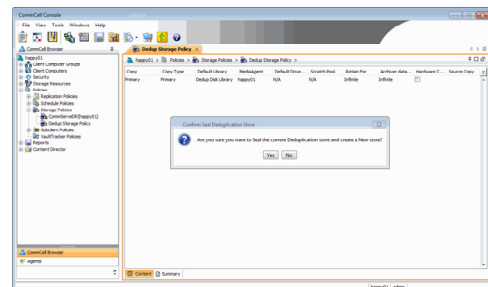 CommCell Console
File View Tools Windows Help
CommCell Browser
Dedup Storage Policy
happy01
Client Computer Groups
Client Computers
Security
Storage Resources
Policies
Replication Policies
Schedule Policies
Storage Policies
CommServeDR(happy01)
Dedup Storage Policy
Subclient Policies
VaultTracker Policies
Reports
Content Director
happy01 > Policies > Storage Policies > Dedup Storage Policy >
Copy Copy Type Default Library MediaAgent Default Drive... Scratch Pool Retain For Archiver Data... Hardware C... Source Copy
Primary Primary Dedup Disk Library happy01 N/A N/A Infinite Infinite
Confirm Seal Deduplication Store
Are you sure you want to Seal the current Deduplication store and create a New store?
Yes No
CommCell Browser
Agents
Content Summary
happy01 admin